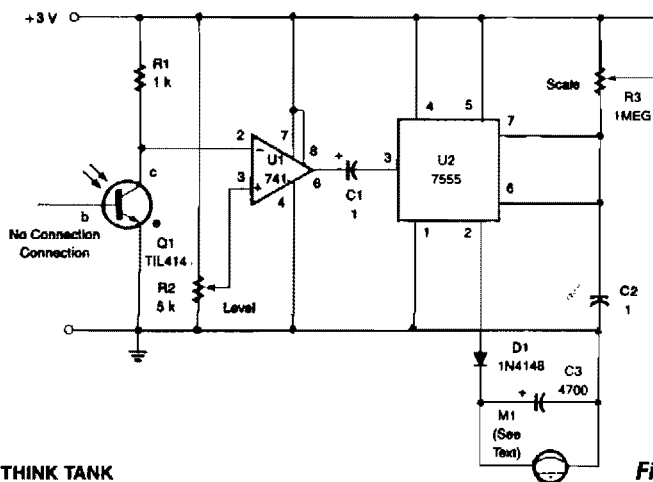 +3 V
R1
1 k
c
b
No Connection
Connection
Q1
TIL414
R2
5 k
Level
2
3
7
8
U1
741
6
4
+
C1
1
3
4
5
U2
7555
7
6
1
2
Scale
R3
1MEG
C2
1
D1
1N4148
C3
+
4700
M1
(See
Text)
THINK TANK
Fi